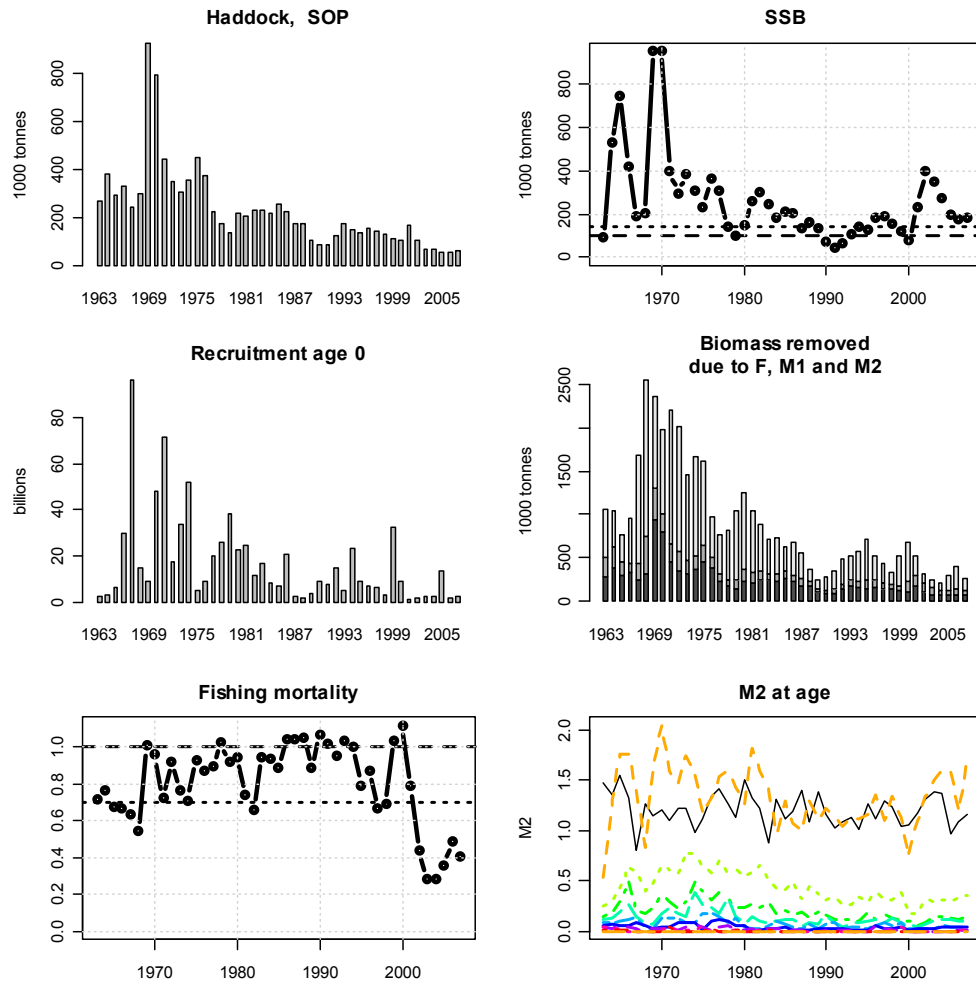 Haddock,  SOP
1000 tonnes
0 200 400 600 800
1963 1969 1975 1981 1987 1993 1999 2005
SSB
1000 tonnes
0 200 400 600 800
1970 1980 1990 2000
Recruitment age 0
billions
0 20 40 60 80
1963 1969 1975 1981 1987 1993 1999 2005
Biomass removed
due to F, M1 and M2
1000 tonnes
0 500 1500 2500
1963 1969 1975 1981 1987 1993 1999 2005
Fishing mortality
0.0 0.2 0.4 0.6 0.8 1.0
1970 1980 1990 2000
M2 at age
M2
0.0 0.5 1.0 1.5 2.0
1970 1980 1990 2000